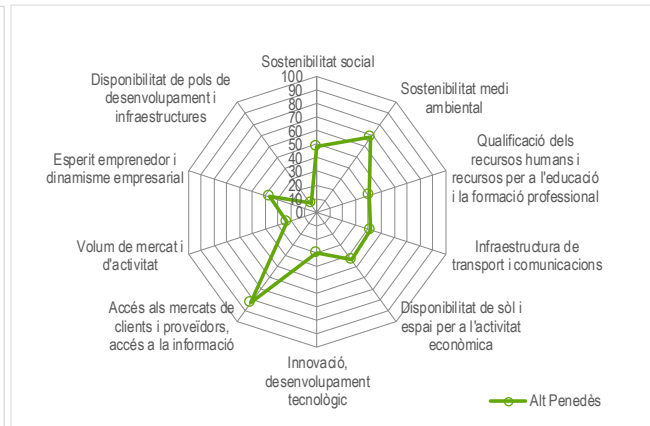 Sostenibilitat social
100
90
80
70
60
50
40
30
20
10
0
Sostenibilitat medi
ambiental
Qualificació dels
recursos humans i
recursos per a l'educació
i la formació professional
Infraestructura de
transport i comunicacions
Disponibilitat de sòl i
espai per a l'activitat
econòmica
Innovació,
desenvolupament
tecnològic
Accés als mercats de
clients i proveïdors,
accés a la informació
Volum de mercat i
d'activitat
Esperit emprenedor i
dinamisme empresarial
Disponibilitat de pols de
desenvolupament i
infraestructures
Alt Penedès